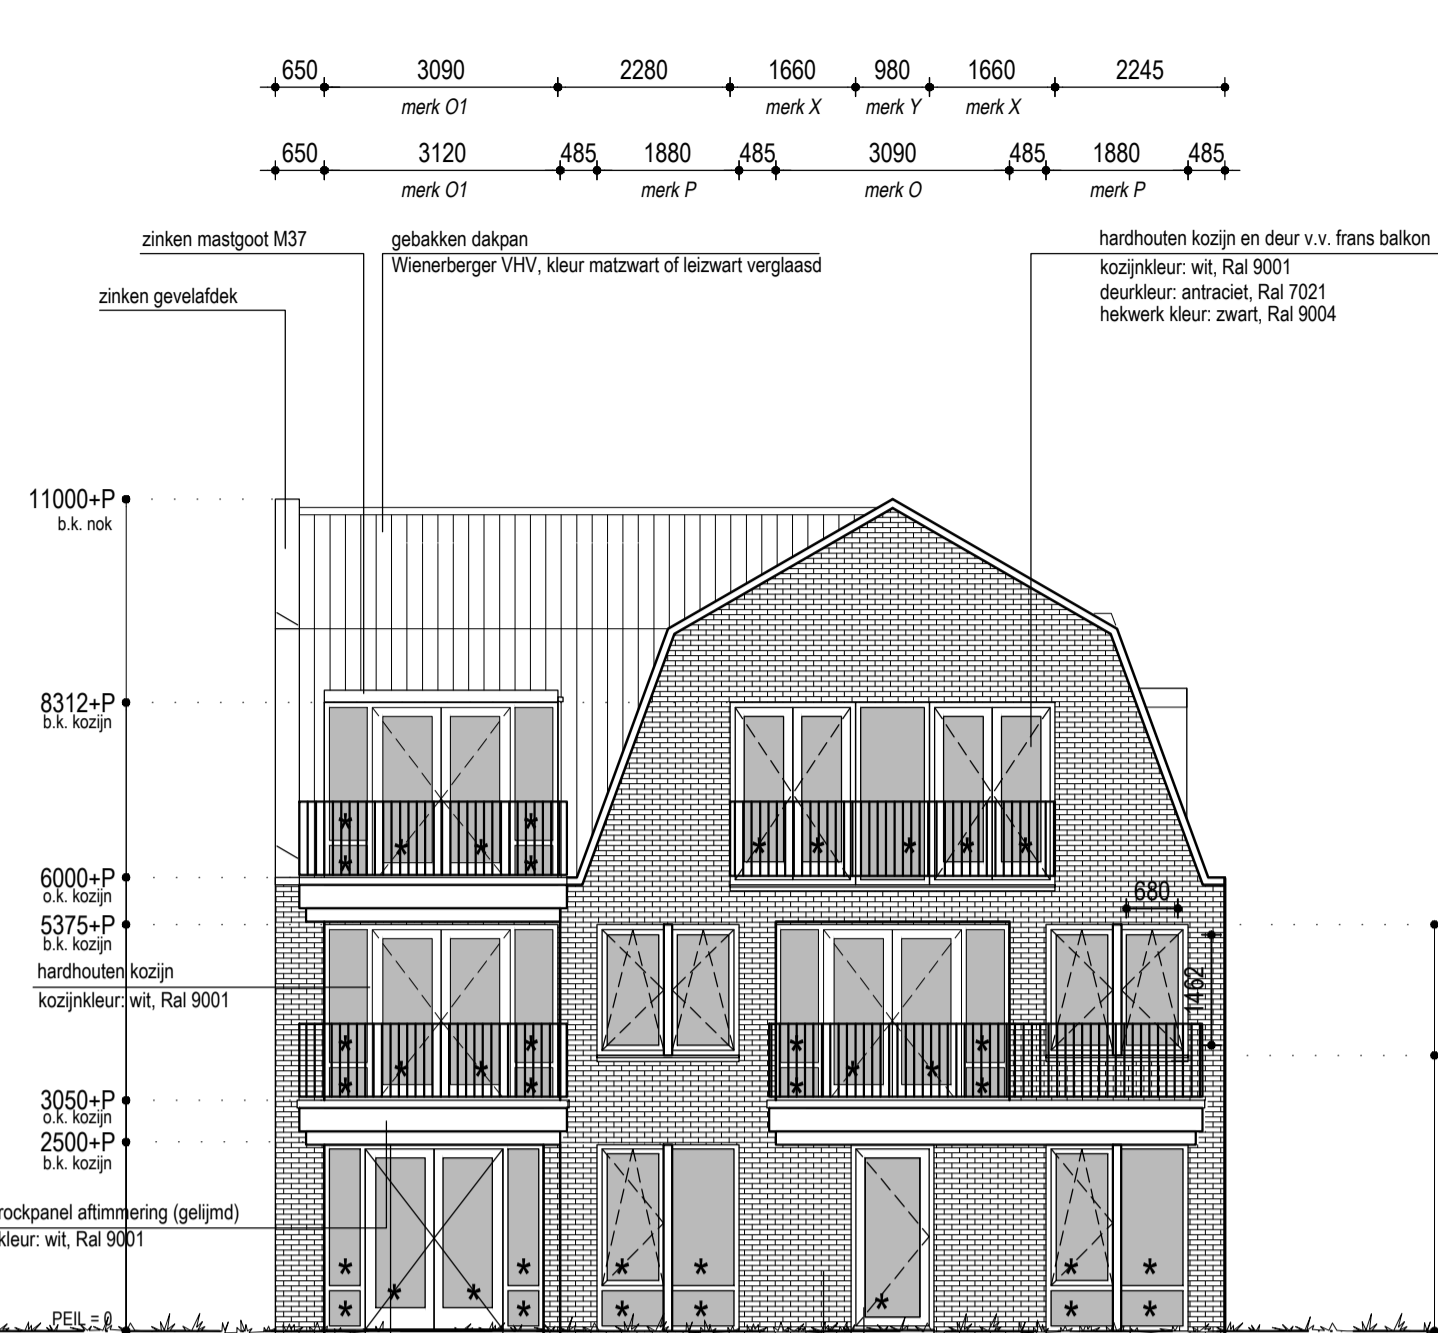 650 3090 2280 1660 980 1660 2245
merk O1 merk X merk Y merk X
650 3120 485 1880 485 3090 485 1880 485
merk O1 merk P merk O merk P
zinken mastgoot M37
gebakken dakpan
Wienerberger VHV, kleur matzwart of leizwart verglaasd
hardhouten kozijn en deur v.v. frans balkon
kozijnkleur: wit, Ral 9001
deurkleur: antraciet, Ral 7021
hekwerk kleur: zwart, Ral 9004
zinken gevelafdek
11000+P
b.k. nok
8312+P
b.k. kozijn
6000+P
o.k. kozijn
680
5375+P
b.k. kozijn
hardhouten kozijn
kozijnkleur: wit, Ral 9001
1462
3050+P
o.k. kozijn
2500+P
b.k. kozijn
rockpanel aftimmering (gelijmd)
kleur: wit, Ral 9001
PEIL = 0